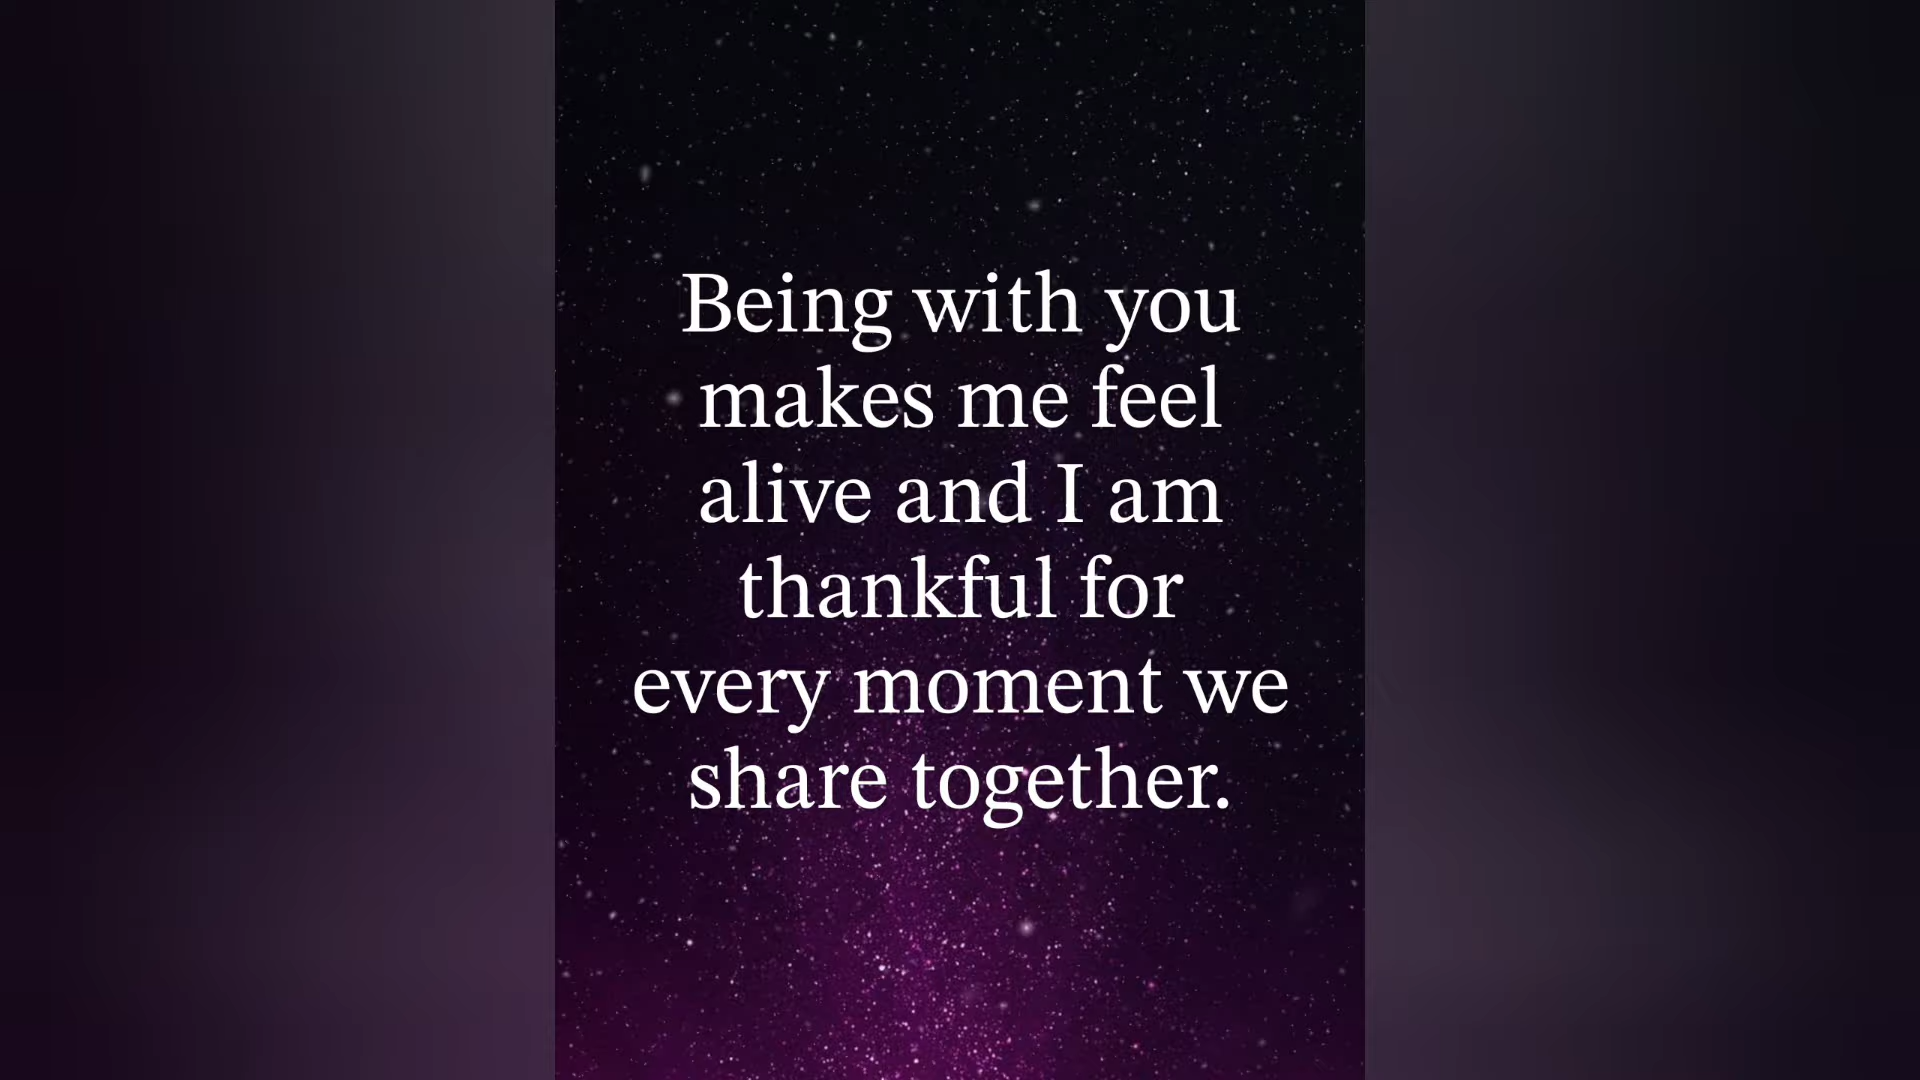 Being with you
makes me feel
alive and I am
thankful for
every moment we
share together.